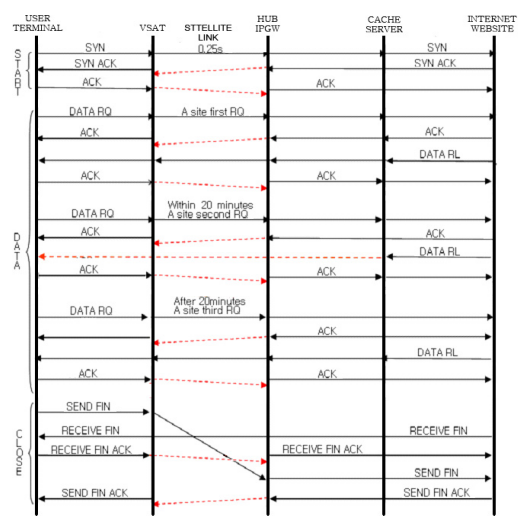 USER
TERMINAL
VSAT
STTELLITE
LINK
HUB
IPGW
CACHE
SERVER
INTERNET
WEBSITE
START
SYN
0.25s
SYN
SYN ACK
SYN ACK
ACK
ACK
DATA
DATA RQ
A site first RQ
ACK
ACK
DATA RL
ACK
ACK
Within 20 minutes
DATA RQ
A site second RQ
ACK
ACK
DATA RL
ACK
ACK
After 20minutes
DATA RQ
A site third RQ
ACK
DATA RL
ACK
ACK
CLOSE
SEND FIN
RECEIVE FIN
RECEIVE FIN
RECEIVE FIN ACK
RECEIVE FIN ACK
SEND FIN
SEND FIN ACK
SEND FIN ACK